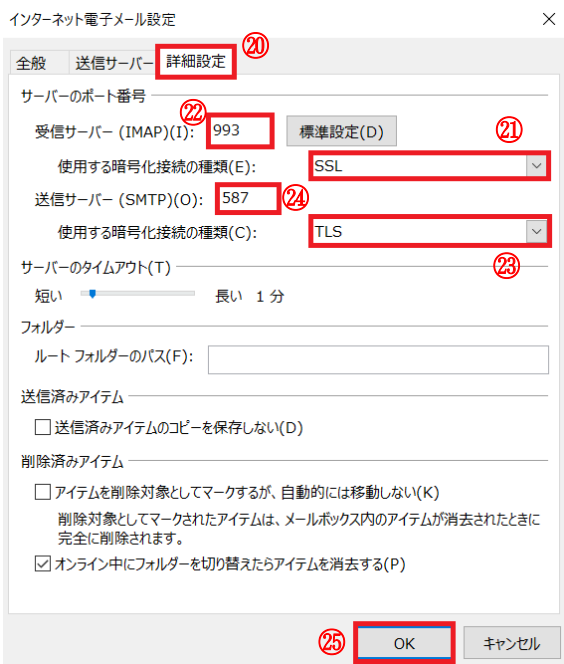 インターネット電子メール設定
⑳
全般 送信サーバー 詳細設定
サーバーのポート番号
㉒
受信サーバー (IMAP)(I): 993 標準設定(D)
㉑
使用する暗号化接続の種類(E): SSL
送信サーバー (SMTP)(O): 587 ㉔
使用する暗号化接続の種類(C): TLS
㉓
サーバーのタイムアウト(T)
短い 長い 1 分
フォルダー
ルート フォルダーのパス(F):
送信済みアイテム
送信済みアイテムのコピーを保存しない(D)
削除済みアイテム
アイテムを削除対象としてマークするが、自動的には移動しない(K)
削除対象としてマークされたアイテムは、メールボックス内のアイテムが消去されたときに
完全に削除されます。
オンライン中にフォルダーを切り替えたらアイテムを消去する(P)
㉕ OK キャンセル